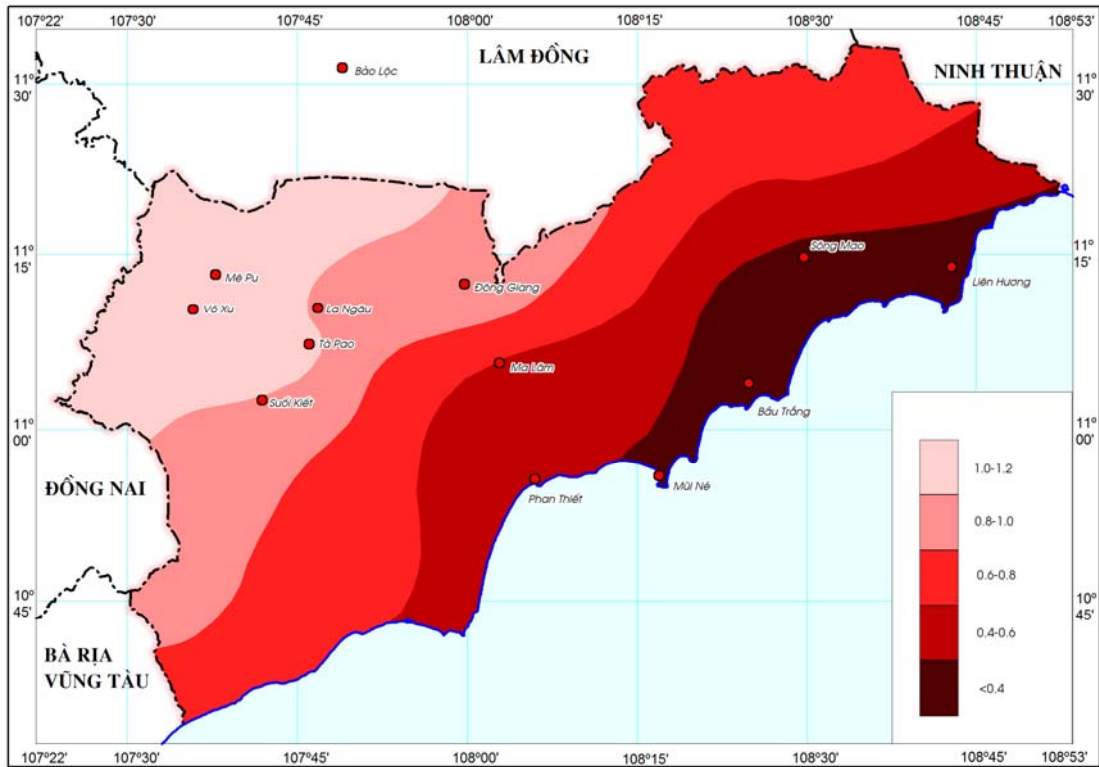 107°22' 107°30' 107°45' 108°00' 108°15' 108°30' 108°45' 108°53'
LÂM ĐỒNG
NINH THUẬN
Bảo Lộc
11°
30'
11°
30'
11°
15'
11°
15'
Sông Mao
Mê Pu
Liên Hương
Đông Giang
Võ Xu
La Ngâu
Tà Pao
Ma Lâm
Bầu Trắng
Suối Kiết
11°
00'
11°
00'
ĐỒNG NAI
1.0-1.2
Mũi Né
Phan Thiết
0.8-1.0
0.6-0.8
10°
45'
10°
45'
0.4-0.6
BÀ RỊA
VŨNG TÀU
<0.4
107°22' 107°30' 107°45' 108°00' 108°15' 108°30' 108°45' 108°53'